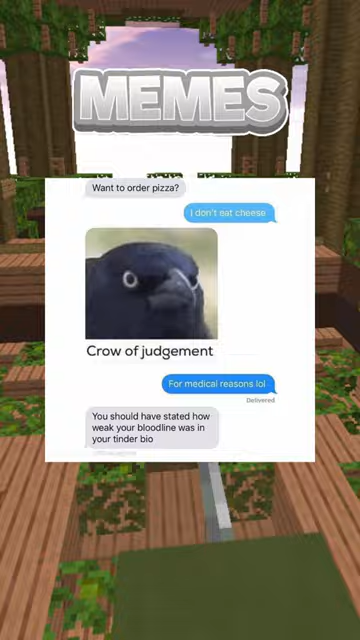 MEMES
Want to order pizza?
I don't eat cheese
Crow of judgement
For medical reasons lol
Delivered
You should have stated how
weak your bloodline was in
your tinder bio